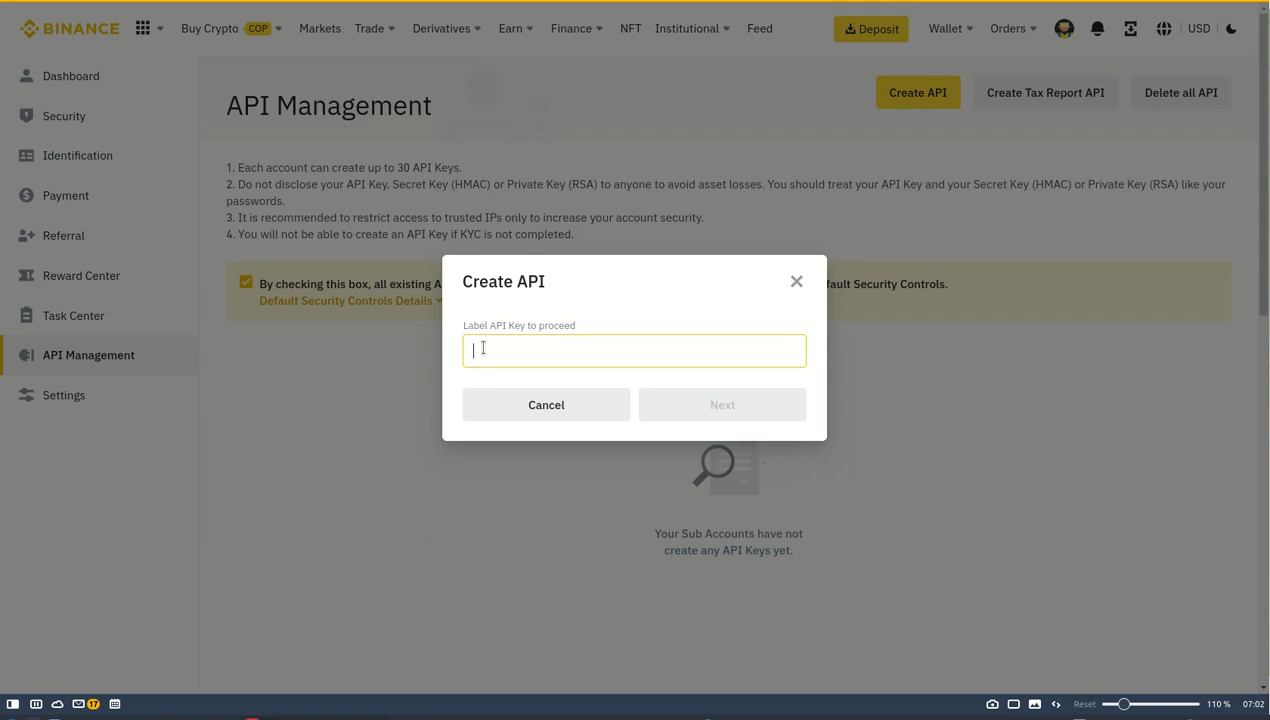 BINANCE
Buy Crypto COP Markets Trade Derivatives Earn Finance NFT Institutional Feed Deposit Wallet Orders USD
Dashboard
Security
Identification
Payment
Referral
Reward Center
Task Center
API Management
Settings
API Management
Create API Create Tax Report API Delete all API
1. Each account can create up to 30 API Keys.
2. Do not disclose your API Key, Secret Key (HMAC) or Private Key (RSA) to anyone to avoid asset losses. You should treat your API Key and your Secret Key (HMAC) or Private Key (RSA) like your
passwords.
3. It is recommended to restrict access to trusted IPs only to increase your account security.
4. You will not be able to create an API Key if KYC is not completed.
By checking this box, all existing A fault Security Controls.
Default Security Controls Details
Create API
Label API Key to proceed
Cancel Next
Your Sub Accounts have not
create any API Keys yet.
17 Reset 110 % 07:02